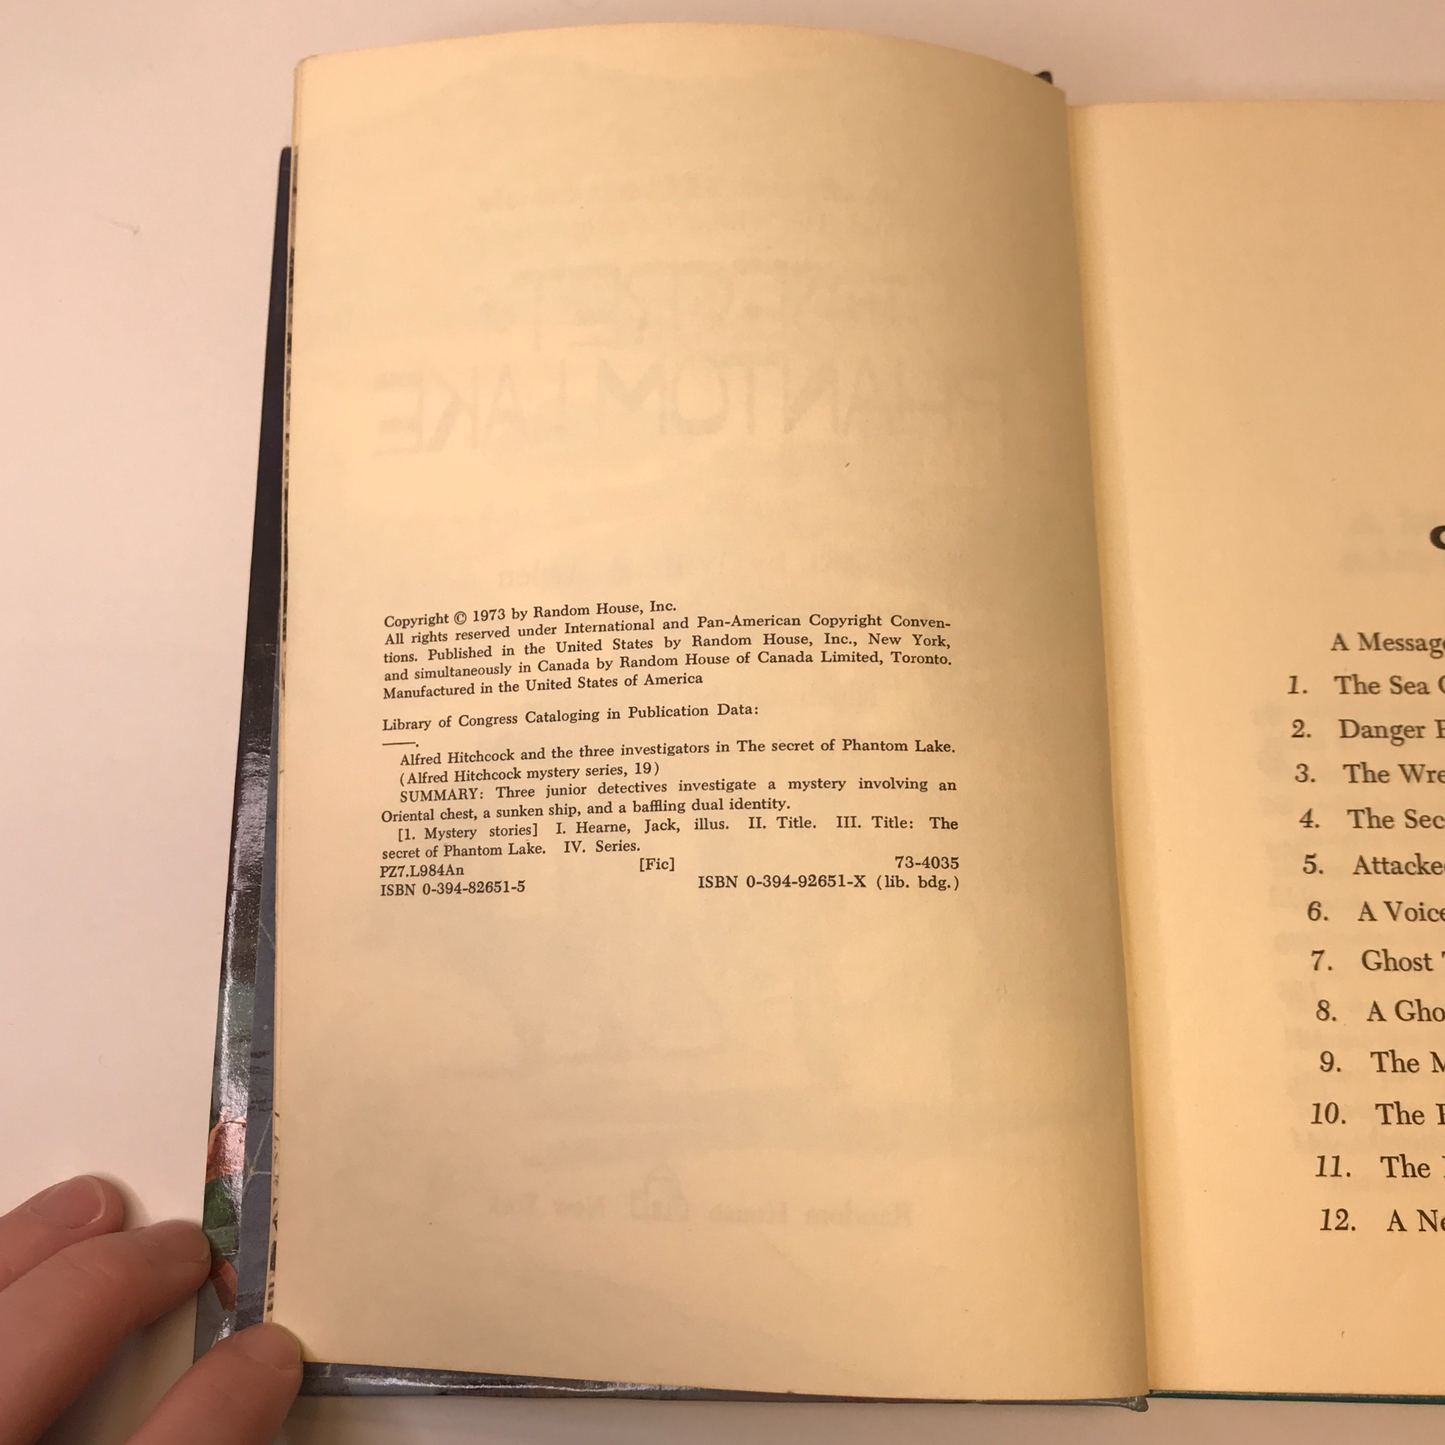 Copyright © 1973 by Random House, Inc.
All rights reserved under International and Pan-American Copyright Conven-
tions. Published in the United States by Random House, Inc., New York,
and simultaneously in Canada by Random House of Canada Limited, Toronto.
Manufactured in the United States of America
Library of Congress Cataloging in Publication Data:
——.
Alfred Hitchcock and the three investigators in The secret of Phantom Lake.
(Alfred Hitchcock mystery series, 19)
SUMMARY: Three junior detectives investigate a mystery involving an
Oriental chest, a sunken ship, and a baffling dual identity.
[1. Mystery stories] I. Hearne, Jack, illus. II. Title. III. Title: The
secret of Phantom Lake. IV. Series.
PZ7.L984An [Fic] 73-4035
ISBN 0-394-82651-5 ISBN 0-394-92651-X (lib. bdg.)
A Messag
1. The Sea
2. Danger
3. The Wre
4. The Sec
5. Attacke
6. A Voice
7. Ghost
8. A Gho
9. The M
10. The
11. The
12. A Ne